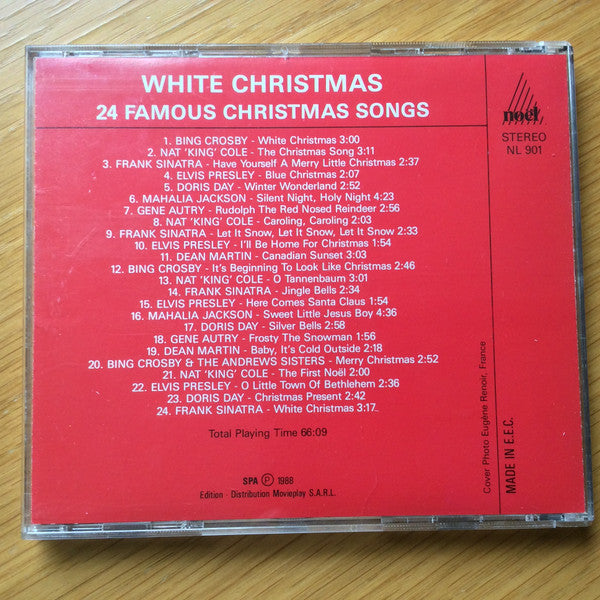 WHITE CHRISTMAS
24 FAMOUS CHRISTMAS SONGS
1. BING CROSBY - White Christmas 3:00
2. NAT 'KING' COLE - The Christmas Song 3:11
3. FRANK SINATRA - Have Yourself A Merry Little Christmas 2:37
4. ELVIS PRESLEY - Blue Christmas 2:07
5. DORIS DAY - Winter Wonderland 2:52
6. MAHALIA JACKSON - Silent Night, Holy Night 4:23
7. GENE AUTRY - Rudolph The Red Nosed Reindeer 2:56
8. NAT 'KING' COLE - Caroling, Caroling 2:03
9. FRANK SINATRA - Let It Snow, Let It Snow, Let It Snow 2:33
10. ELVIS PRESLEY - I'll Be Home For Christmas 1:54
11. DEAN MARTIN - Canadian Sunset 3:03
12. BING CROSBY - It's Beginning To Look Like Christmas 2:46
13. NAT 'KING' COLE - O Tannenbaum 3:01
14. FRANK SINATRA - Jingle Bells 2:34
15. ELVIS PRESLEY - Here Comes Santa Claus 1:54
16. MAHALIA JACKSON - Sweet Little Jesus Boy 4:36
17. DORIS DAY - Silver Bells 2:58
18. GENE AUTRY - Frosty The Snowman 1:56
19. DEAN MARTIN - Baby, It's Cold Outside 2:18
20. BING CROSBY & THE ANDREWS SISTERS - Merry Christmas 2:52
21. NAT 'KING' COLE - The First Noël 2:00
22. ELVIS PRESLEY - O Little Town Of Bethlehem 2:36
23. DORIS DAY - Christmas Present 2:42
24. FRANK SINATRA - White Christmas 3:17
Total Playing Time 66:09
SPA Ⓟ 1988
Edition - Distribution Movieplay S.A.R.L.
noël
records
STEREO
NL 901
Cover Photo Eugène Renoir, France
MADE IN E.E.C.